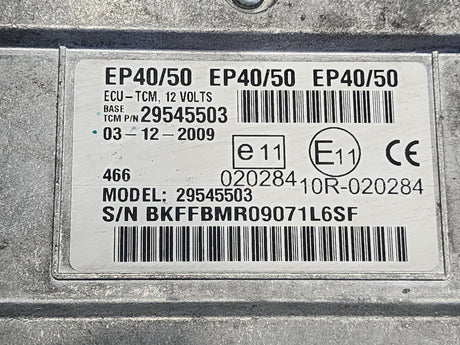 EP40/50 EP40/50 EP40/50
ECU-TCM, 12 VOLTS
BASE TCM P/N 29545503
03-12-2009
e11
E11
CE
020284
10R-020284
466
MODEL: 29545503
S/N BKFFBMR09071L6SF